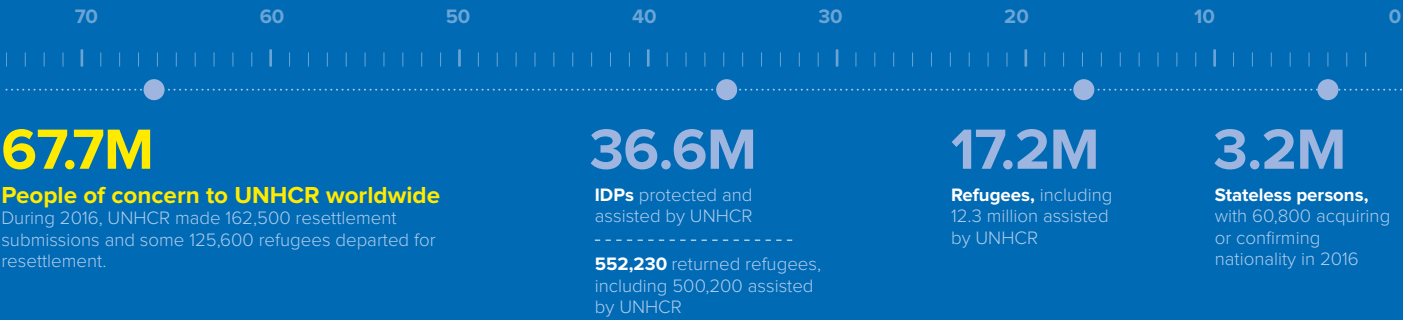 70 60 50 40 30 20 10 0
67.7M
People of concern to UNHCR worldwide
During 2016, UNHCR made 162,500 resettlement
submissions and some 125,600 refugees departed for
resettlement.
36.6M
IDPs protected and
assisted by UNHCR
552,230 returned refugees,
including 500,200 assisted
by UNHCR
17.2M
Refugees, including
12.3 million assisted
by UNHCR
3.2M
Stateless persons,
with 60,800 acquiring
or confirming
nationality in 2016